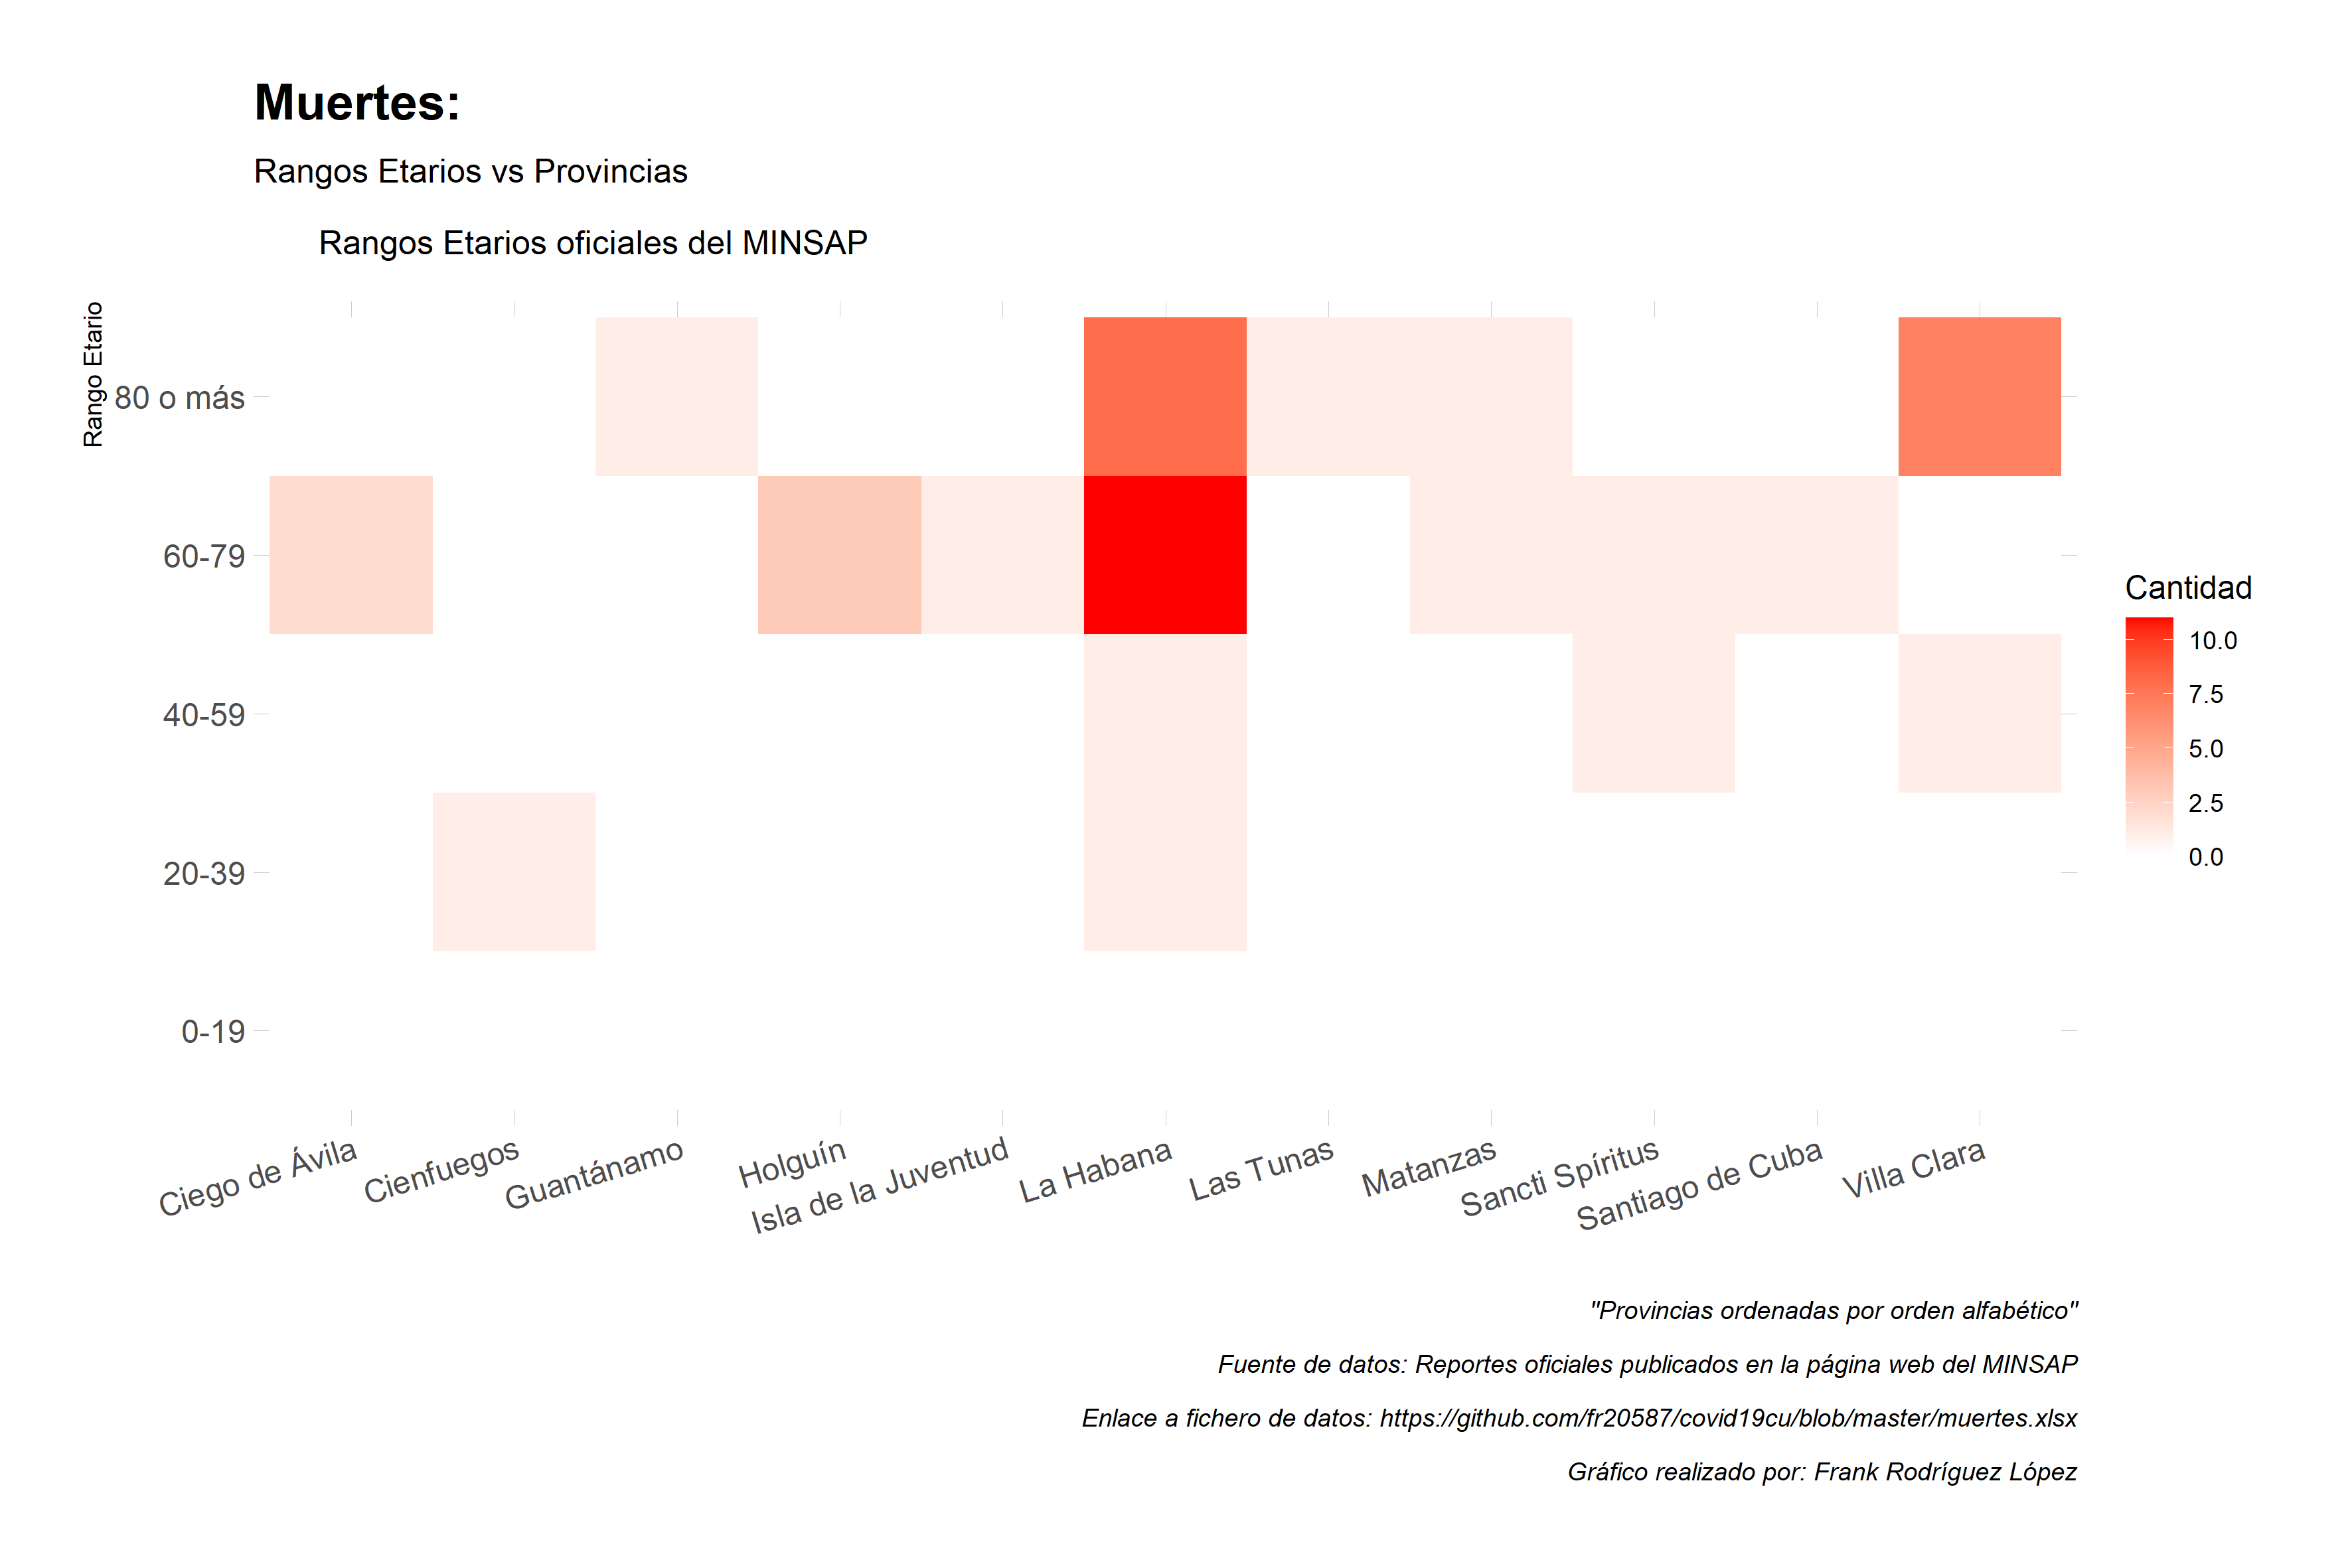 Muertes:
Rangos Etarios vs Provincias
Rangos Etarios oficiales del MINSAP
Rango Etario
80 o más
60-79
40-59
20-39
0-19
Ciego de Ávila
Cienfuegos
Guantánamo
Holguín
Isla de la Juventud
La Habana
Las Tunas
Matanzas
Sancti Spíritus
Santiago de Cuba
Villa Clara
Cantidad
10.0
7.5
5.0
2.5
0.0
"Provincias ordenadas por orden alfabético"
Fuente de datos: Reportes oficiales publicados en la página web del MINSAP
Enlace a fichero de datos: https://github.com/fr20587/covid19cu/blob/master/muertes.xlsx
Gráfico realizado por: Frank Rodríguez López